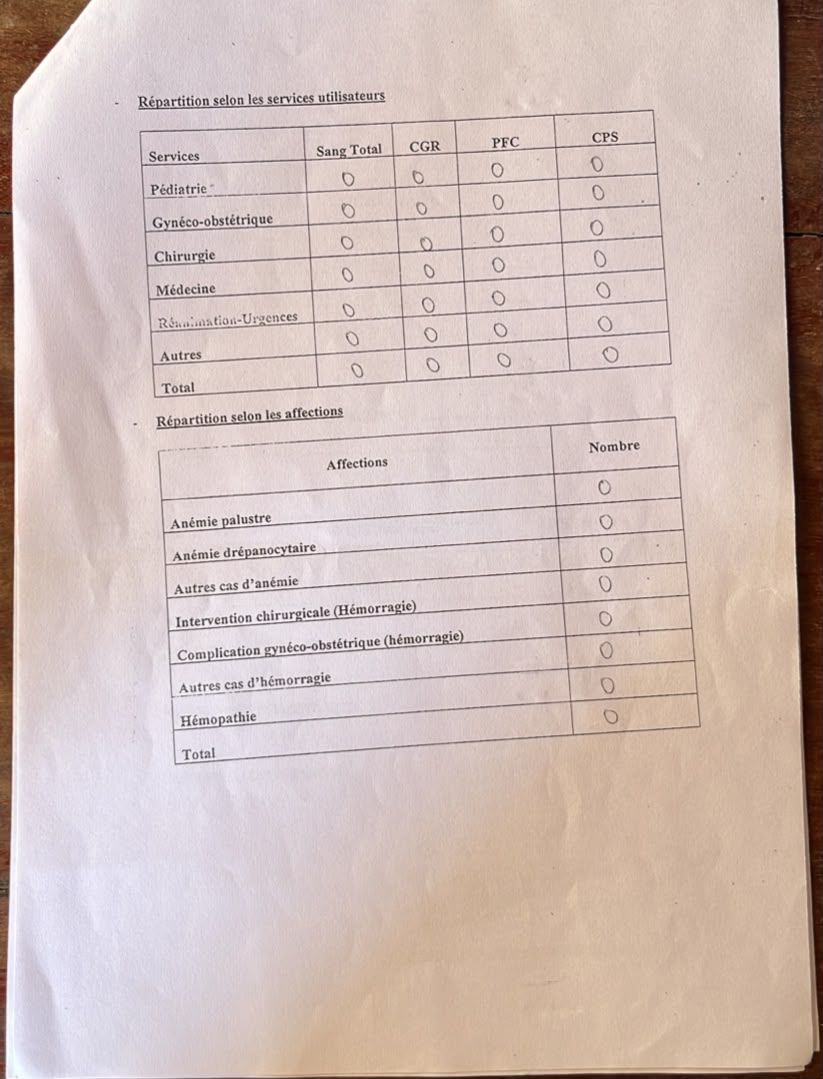 - Répartition selon les services utilisateurs
Services Sang Total CGR PFC CPS
Pédiatrie 0 0 0 0
Gynéco-obstétrique 0 0 0 0
Chirurgie 0 0 0 0
Médecine 0 0 0 0
Réanimation-Urgences 0 0 0 0
Autres 0 0 0 0
Total 0 0 0 0
- Répartition selon les affections
Affections Nombre
Anémie palustre 0
Anémie drépanocytaire 0
Autres cas d'anémie 0
Intervention chirurgicale (Hémorragie) 0
Complication gynéco-obstétrique (hémorragie) 0
Autres cas d'hémorragie 0
Hémopathie 0
Total 0